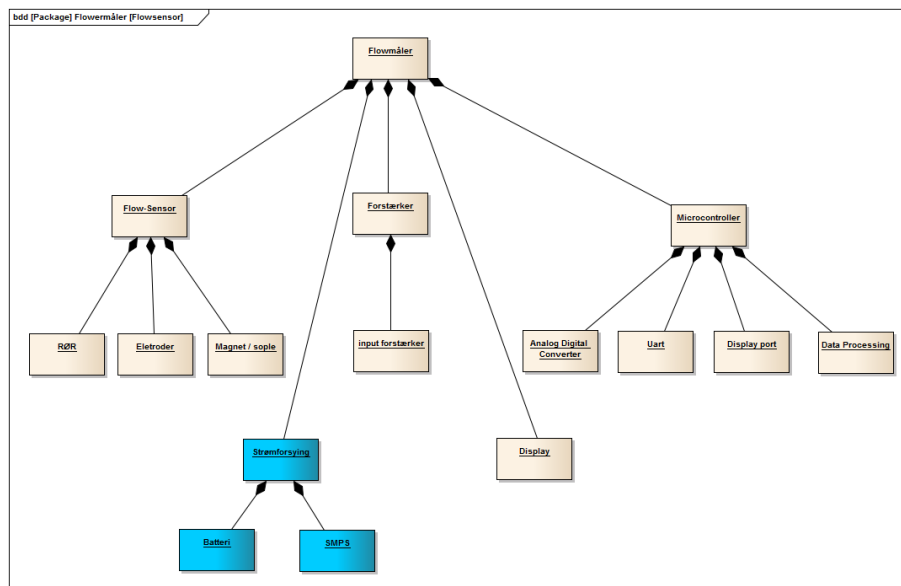 bdd [Package] Flowermåler [Flowsensor]
Flowmåler
Flow-Sensor
Forstærker
Microcontroller
RØR
Eletroder
Magnet / sople
input forstærker
Analog Digital
Converter
Uart
Display port
Data Processing
Strømforsying
Display
Batteri
SMPS